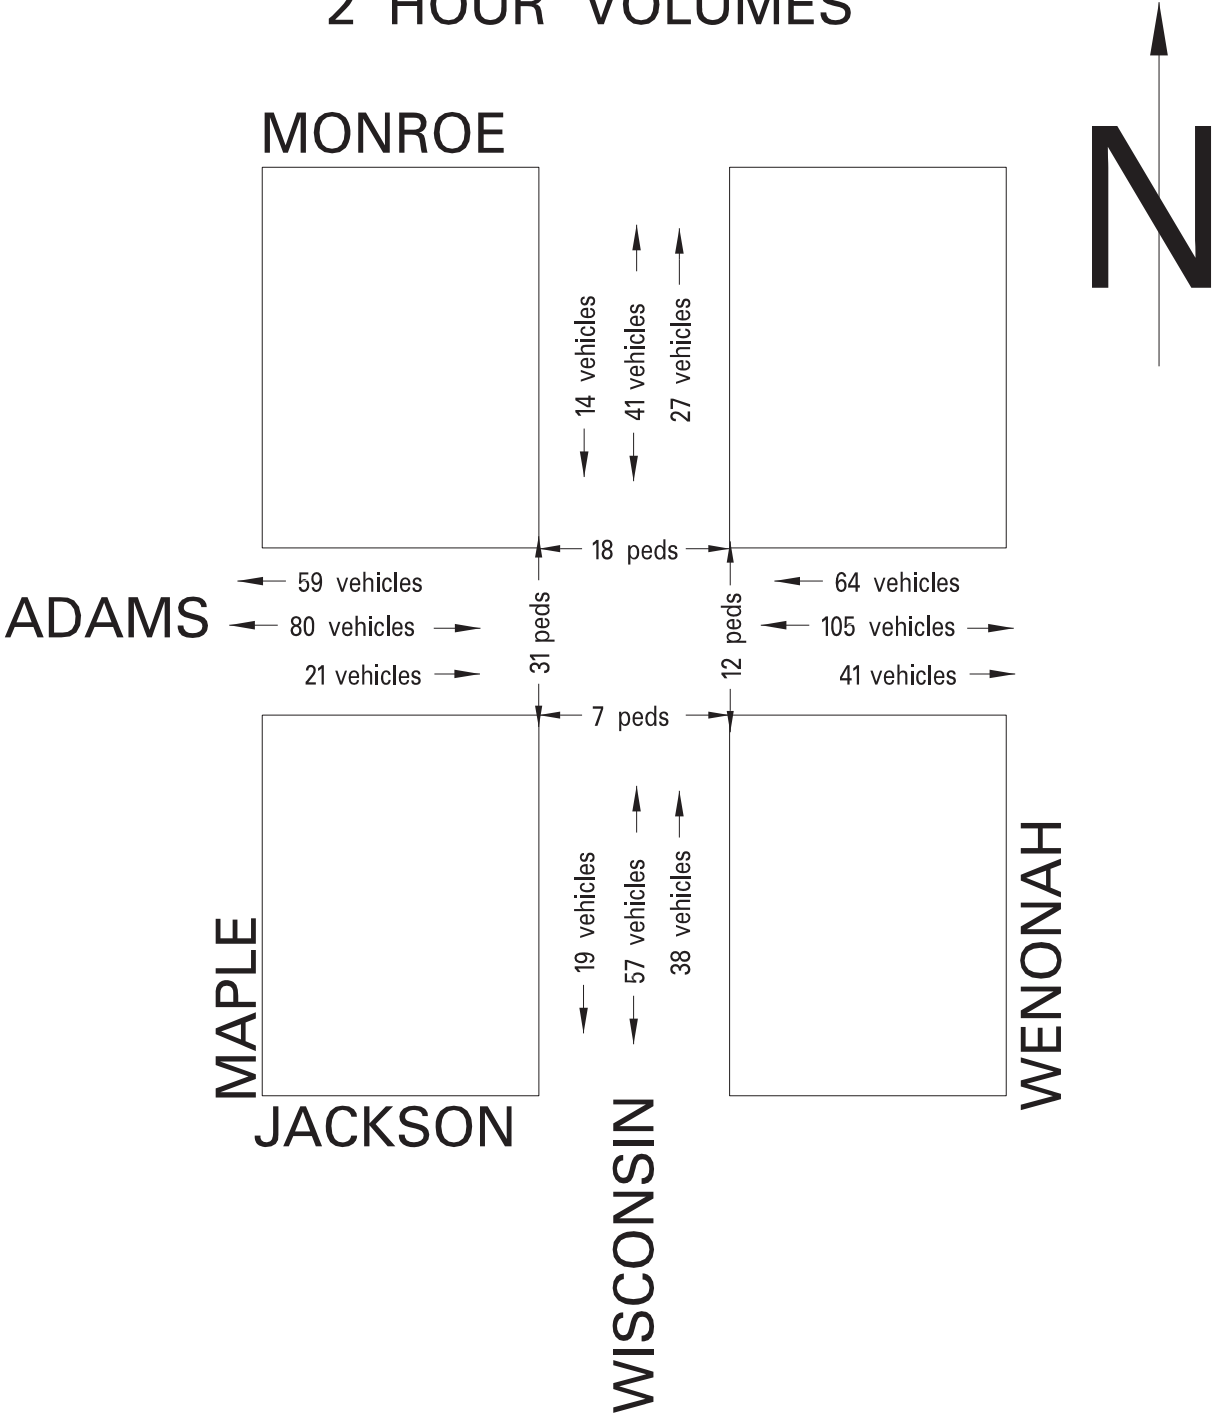 2 HOUR VOLUMES
N
MONROE
14 vehicles
41 vehicles
27 vehicles
18 peds
59 vehicles
64 vehicles
ADAMS
80 vehicles
31 peds
12 peds
105 vehicles
21 vehicles
41 vehicles
7 peds
19 vehicles
57 vehicles
38 vehicles
MAPLE
WENONAH
JACKSON
WISCONSIN